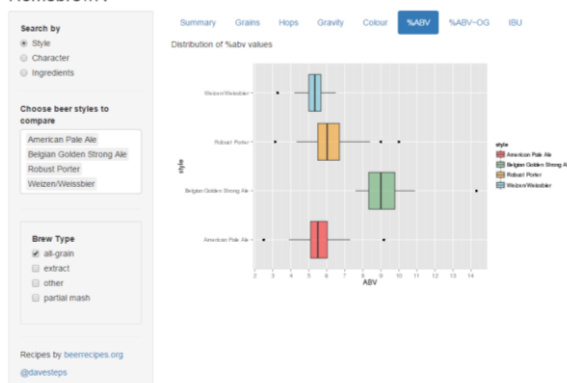 Search by
Style
Character
Ingredients
Choose beer styles to
compare
American Pale Ale
Belgian Golden Strong Ale
Robust Porter
Weizen/Weissbier
Brew Type
all-grain
extract
other
partial mash
Recipes by beerrecipes.org
@davesteps
Summary Grains Hops Gravity Colour %ABV %ABV~OG IBU
Distribution of %abv values
Weizen/Weissbier
Robust Porter
Belgian Golden Strong Ale
American Pale Ale
style
2 3 4 5 6 7 8 9 10 11 12 13 14
ABV
style
American Pale Ale
Belgian Golden Strong A
Robust Porter
Weizen/Weissbier